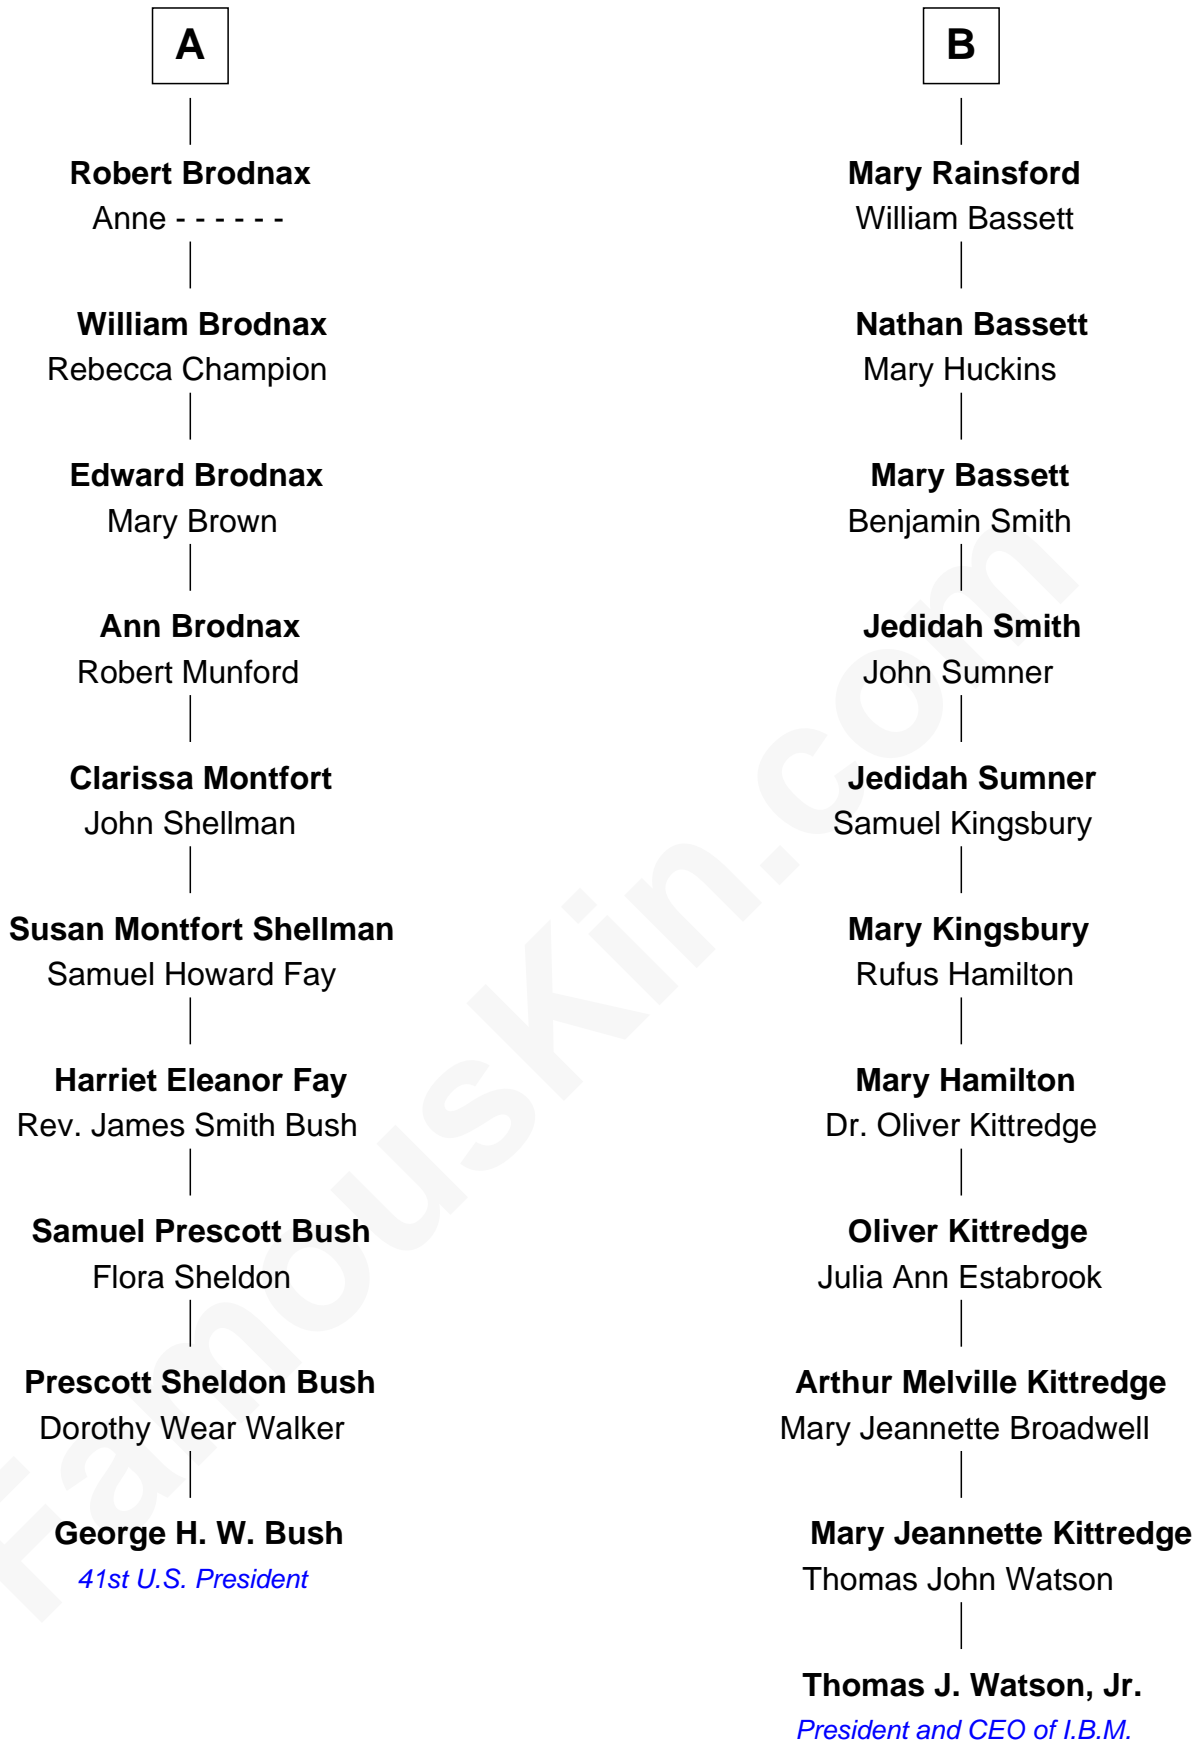 A
Robert Brodnax
Anne - - - - - -
William Brodnax
Rebecca Champion
Edward Brodnax
Mary Brown
Ann Brodnax
Robert Munford
Clarissa Montfort
John Shellman
Susan Montfort Shellman
Samuel Howard Fay
Harriet Eleanor Fay
Rev. James Smith Bush
Samuel Prescott Bush
Flora Sheldon
Prescott Sheldon Bush
Dorothy Wear Walker
George H. W. Bush
41st U.S. President
B
Mary Rainsford
William Bassett
Nathan Bassett
Mary Huckins
Mary Bassett
Benjamin Smith
Jedidah Smith
John Sumner
Jedidah Sumner
Samuel Kingsbury
Mary Kingsbury
Rufus Hamilton
Mary Hamilton
Dr. Oliver Kittredge
Oliver Kittredge
Julia Ann Estabrook
Arthur Melville Kittredge
Mary Jeannette Broadwell
Mary Jeannette Kittredge
Thomas John Watson
Thomas J. Watson, Jr.
President and CEO of I.B.M.
FamousKin.com